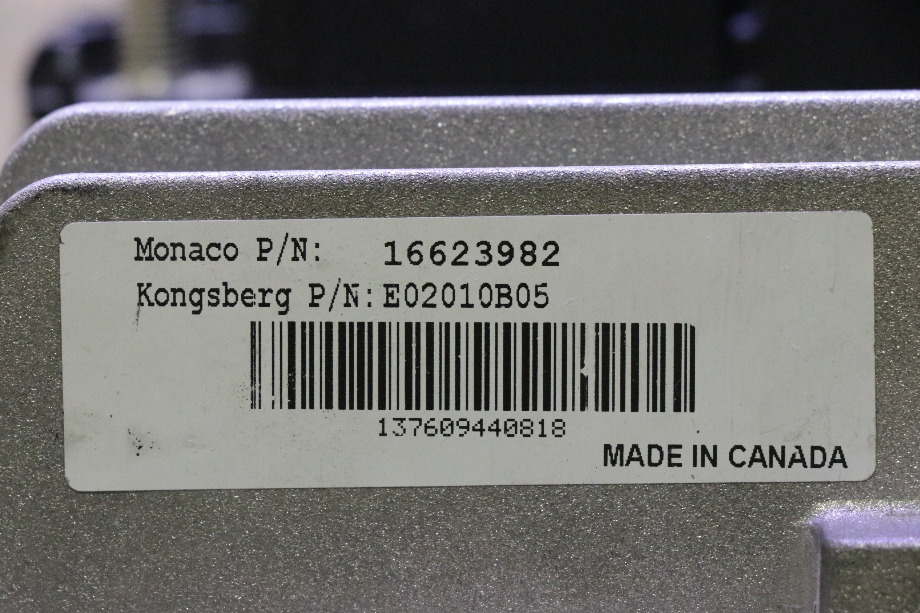 Monaco P/N: 16623982
Kongsberg P/N: E02010B05
137609440818
MADE IN CANADA